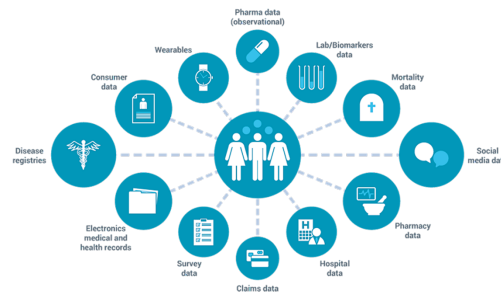 Pharma data
(observational)
Wearables
Lab/Biomarkers
data
Consumer
data
Mortality
data
Disease
registries
Social
media dat
Electronics
medical and
health records
Pharmacy
data
Survey
data
Hospital
data
Claims data
H